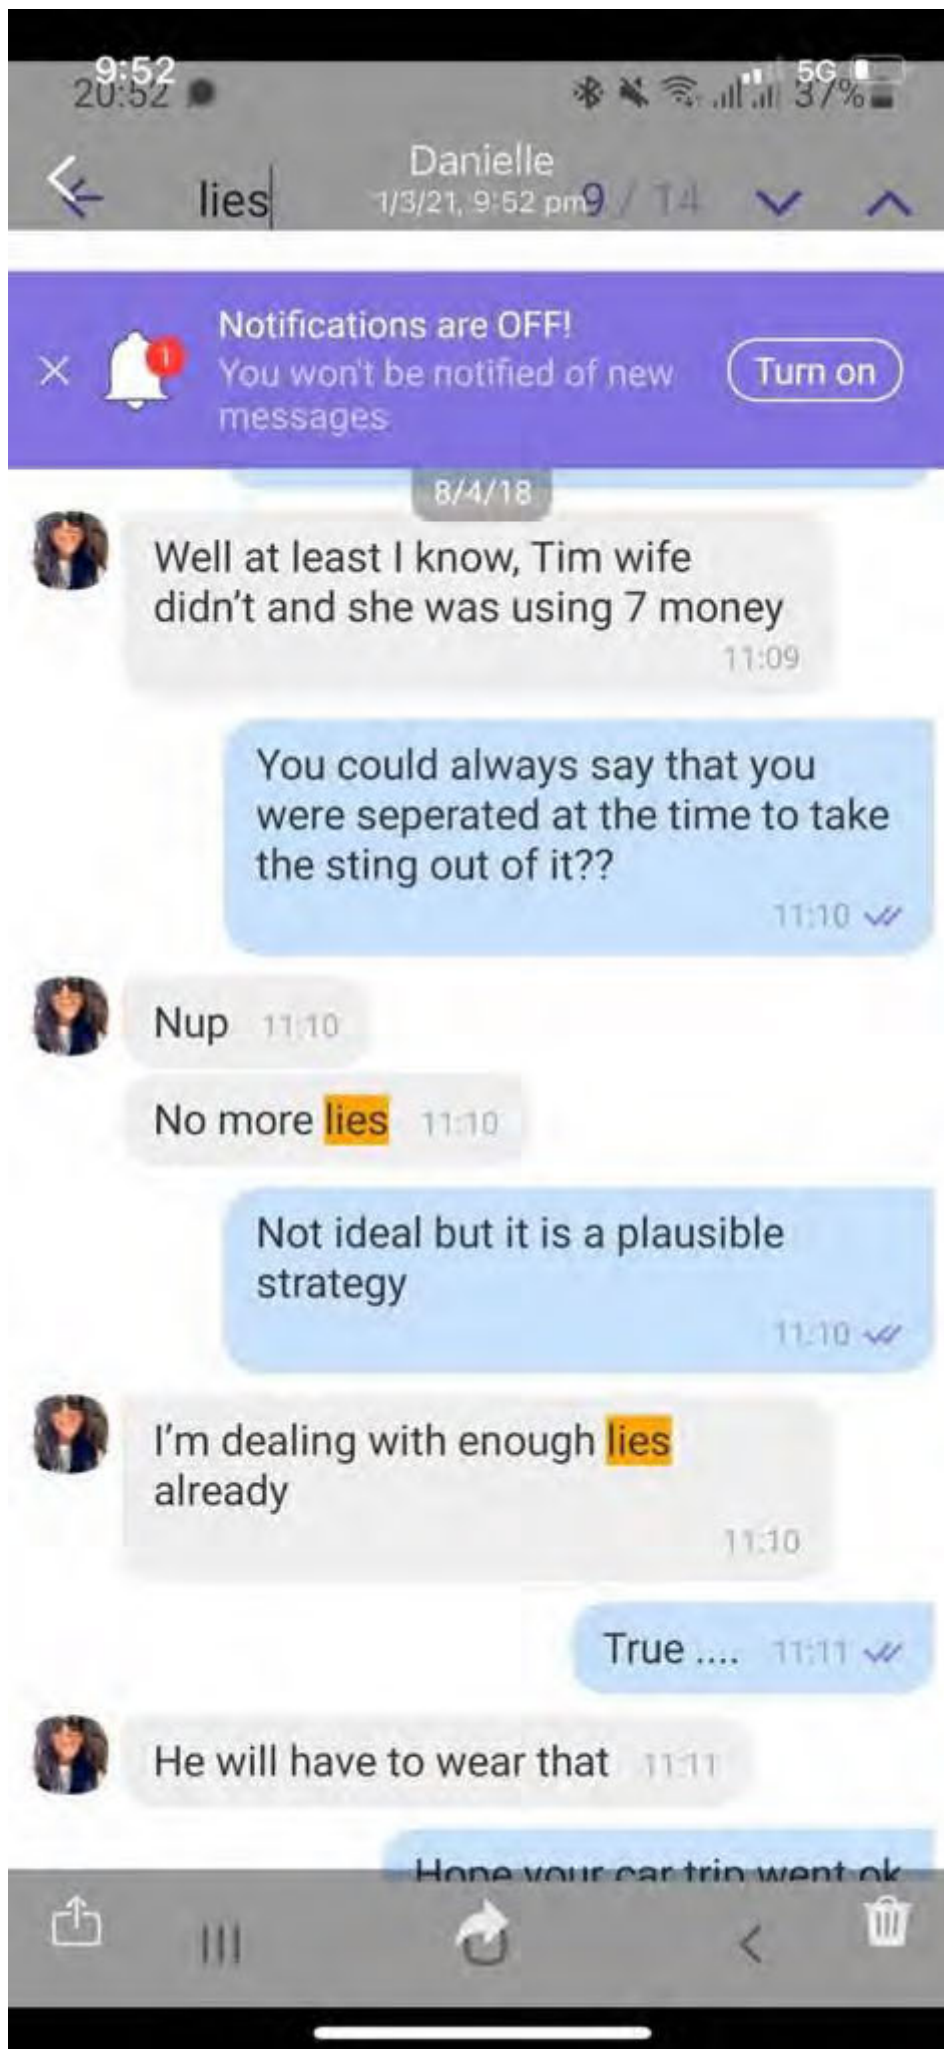 9:52
20:52
5G
37%
Danielle
lies
1/3/21, 9:52 pm
9 / 14
Notifications are OFF!
1
You won't be notified of new
messages
Turn on
8/4/18
Well at least I know, Tim wife
didn't and she was using 7 money
11:09
You could always say that you
were seperated at the time to take
the sting out of it??
11:10
Nup 11:10
No more lies 11:10
Not ideal but it is a plausible
strategy
11:10
I'm dealing with enough lies
already
11:10
True .... 11:11
He will have to wear that 11:11
Hope your car trip went ok